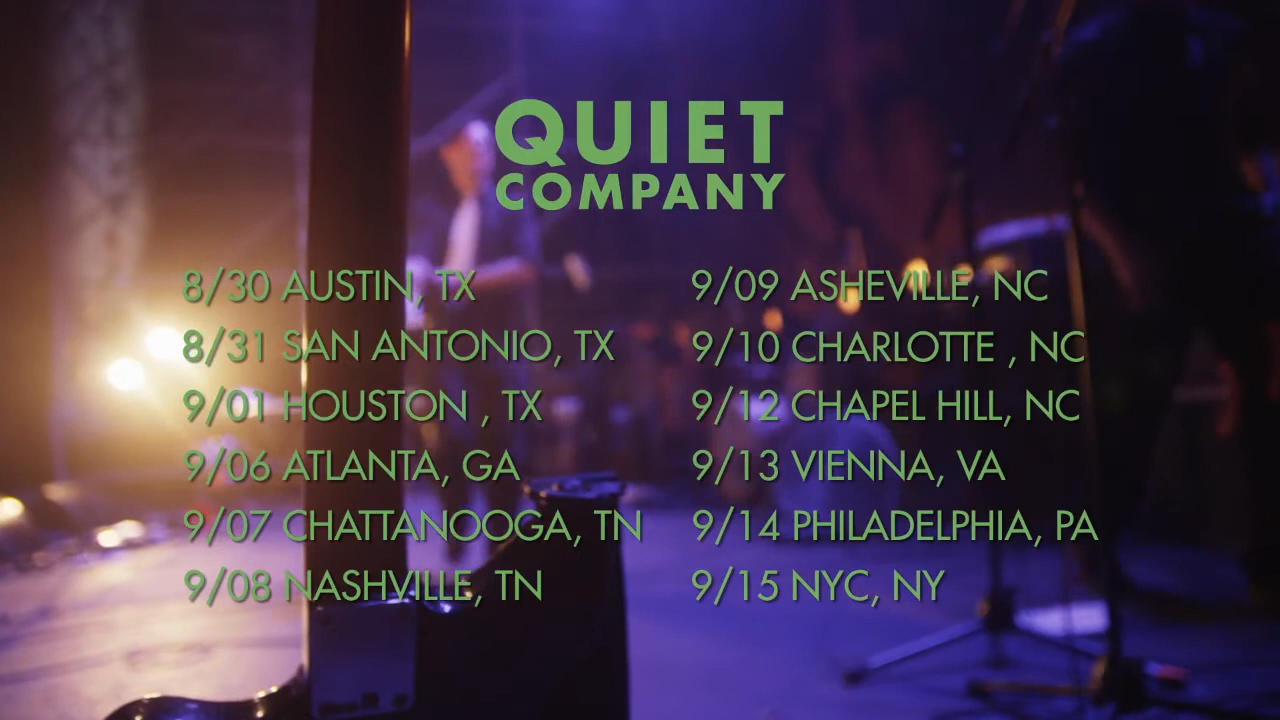 QUIET
COMPANY
8/30 AUSTIN, TX
8/31 SAN ANTONIO, TX
9/01 HOUSTON , TX
9/06 ATLANTA, GA
9/07 CHATTANOOGA, TN
9/08 NASHVILLE, TN
9/09 ASHEVILLE, NC
9/10 CHARLOTTE , NC
9/12 CHAPEL HILL, NC
9/13 VIENNA, VA
9/14 PHILADELPHIA, PA
9/15 NYC, NY